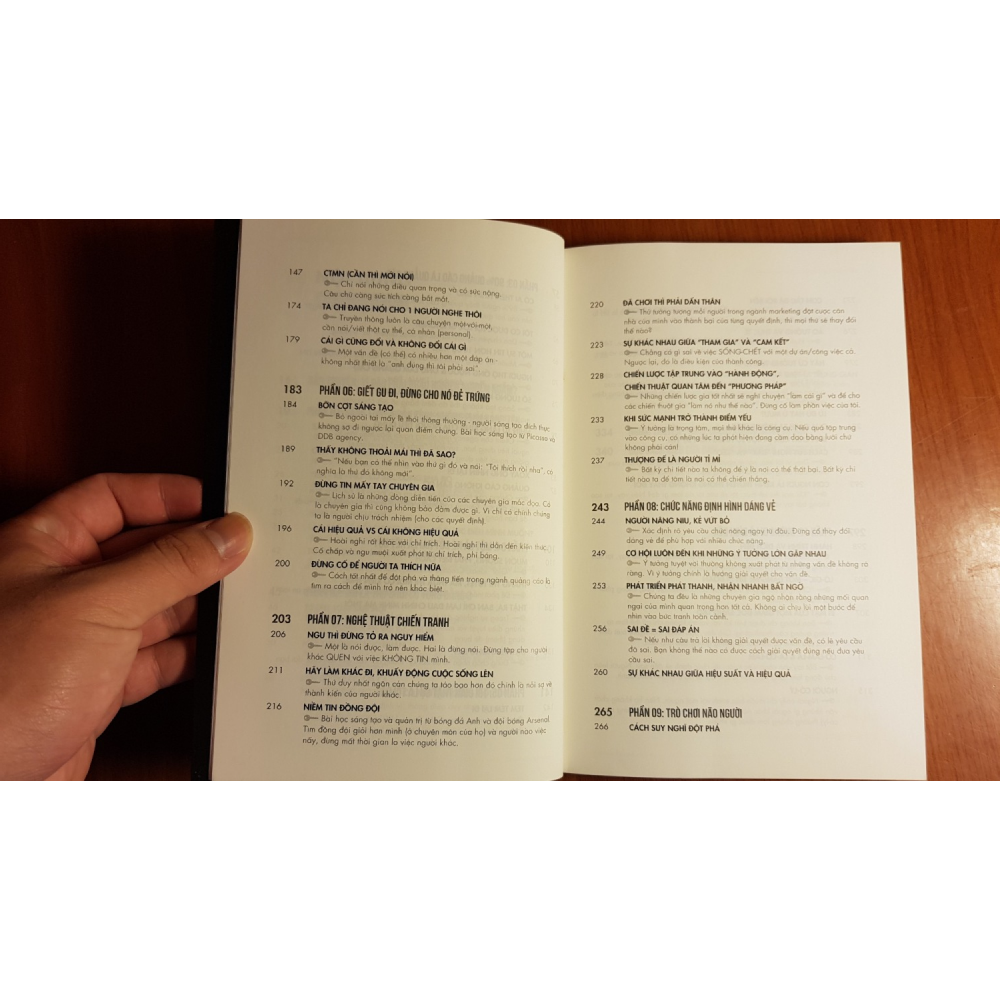 147 CTMN (CẦN THÌ MỚI NÓI)
Chỉ nói những điều quan trọng và có sức nặng.
Câu chữ càng súc tích càng bắt mắt.
174 TA CHỈ ĐANG NÓI CHO 1 NGƯỜI NGHE THÔI
Truyền thông luôn là câu chuyện một-với-một,
cần nói/viết thật cụ thể, cá nhân (personal)
179 CÁI GÌ CŨNG ĐỔI VÀ KHÔNG ĐỔI CÁI GÌ
Một vấn đề (có thể) có nhiều hơn một đáp án -
không nhất thiết là "anh đúng thì tôi phải sai".
183 PHẦN 06: GIẾT GU ĐI, ĐỪNG CHO NÓ ĐẺ TRỨNG
184 BỠN CỢT SÁNG TẠO
Bỏ ngoài tai mấy lề thói thông thường - người sáng tạo đích thực
không sợ đi ngược lại quan điểm chung. Bài học sáng tạo từ Picasso và
DDB agency.
189 THẤY KHÔNG THOẢI MÁI THÌ ĐÃ SAO?
"Nếu bạn có thể nhìn vào thứ gì đó và nói: "Tôi thích rồi nha", có
nghĩa là thứ đó không mới".
192 ĐỪNG TIN MẤY TAY CHUYÊN GIA
Lịch sử là những dòng diễn tiến của các chuyên gia mắc đọa. Cả
là chuyên gia thì cũng không bảo đảm được gì. Vì chỉ có chính chúng
ta là người chịu trách nhiệm (cho các quyết định).
196 CÁI HIỆU QUẢ VS CÁI KHÔNG HIỆU QUẢ
Hoài nghi rất khác với chỉ trích. Hoài nghi thì dẫn đến kiến thức.
Cố chấp và ngu muội xuất phát từ chỉ trích, phỉ báng.
200 ĐỪNG CỐ ĐỂ NGƯỜI TA THÍCH NỮA
Cách tốt nhất để đột phá và thăng tiến trong ngành quảng cáo là
tìm ra cách để mình trở nên khác biệt.
203 PHẦN 07: NGHỆ THUẬT CHIẾN TRANH
206 NGU THÌ ĐỪNG TỎ RA NGUY HIỂM
Một là nói được, làm được. Hai là đừng nói. Đừng tập cho người
khác QUEN với việc KHÔNG TIN mình.
211 HÃY LÀM KHÁC ĐI, KHUẤY ĐỘNG CUỘC SỐNG LÊN
Thứ duy nhất ngăn cản chúng ta táo bạo hơn đó chính là nỗi sợ về
thành kiến của người khác.
216 NIỀM TIN ĐỒNG ĐỘI
Bài học sáng tạo và quản trị từ bóng đá Anh và đội bóng Arsenal.
Tìm đồng đội giỏi hơn mình (ở chuyên môn của họ) và người nào việc
nấy, đừng mất thời gian lo việc người khác.
220 ĐÃ CHƠI THÌ PHẢI DẤN THÂN
Thử tưởng tượng mỗi người trong ngành marketing đặt cược căn
nhà của mình vào thành bại của từng quyết định, thì mọi thứ sẽ thay đổi
thế nào?
223 SỰ KHÁC NHAU GIỮA "THAM GIA" VÀ "CAM KẾT"
Chẳng có gì sai về việc SỐNG-CHẾT với một dự án/công việc cả.
Ngược lại, đó là điều kiện của thành công.
228 CHIẾN LƯỢC TẬP TRUNG VÀO "HÀNH ĐỘNG",
CHIẾN THUẬT QUAN TÂM ĐẾN "PHƯƠNG PHÁP"
Những chiến lược gia tốt nhất sẽ nghĩ chuyện "làm cái gì" và để cho
các chiến thuật gia "làm nó như thế nào". Đừng cố làm phần việc của tôi.
233 KHI SỨC MẠNH TRỞ THÀNH ĐIỂM YẾU
Ý tưởng là trọng tâm, mọi thứ khác là công cụ. Nếu quá tập trung
vào công cụ, có những lúc ta phát hiện đang cầm dao bằng lưỡi chứ
không phải cán!
237 THƯỢNG ĐẾ LÀ NGƯỜI TỈ MỈ
Bất kỳ chi tiết nào ta không để ý là nơi có thể thất bại. Bất kỳ chi
tiết nào ta để tâm là nơi có thể chiến thắng.
243 PHẦN 08: CHỨC NĂNG ĐỊNH HÌNH DÁNG VẺ
244 NGƯỜI NÂNG NIU, KẺ VỨT BỎ
Xác định rõ yêu cầu chức năng ngay từ đầu. Đừng cố thay đổi
dáng vẻ để phù hợp với nhiều chức năng.
249 CƠ HỘI LUÔN ĐẾN KHI NHỮNG Ý TƯỞNG LỚN GẶP NHAU
Ý tưởng tuyệt vời thường không xuất phát từ những vấn đề không rõ
ràng. Vì ý tưởng chính là hướng giải quyết cho vấn đề.
253 PHÁT TRIỂN PHÁT THÀNH, NHẬN NHANH BẤT NGỜ
Chúng ta đều là những chuyên gia ngộ nhận rằng những mối quan
ngại của mình quan trọng hơn tất cả. Không ai chịu lùi một bước để
nhìn vào bức tranh toàn cảnh.
256 SAI ĐỀ = SAI ĐÁP ÁN
Nếu như câu trả lời không giải quyết được vấn đề, có lẽ yêu cầu
đó sai. Bạn không thể nào có được cách giải quyết đúng nếu đưa yêu
cầu sai.
260 SỰ KHÁC NHAU GIỮA HIỆU SUẤT VÀ HIỆU QUẢ
265 PHẦN 09: TRÒ CHƠI NÃO NGƯỜI
266 CÁCH SUY NGHĨ ĐỘT PHÁ